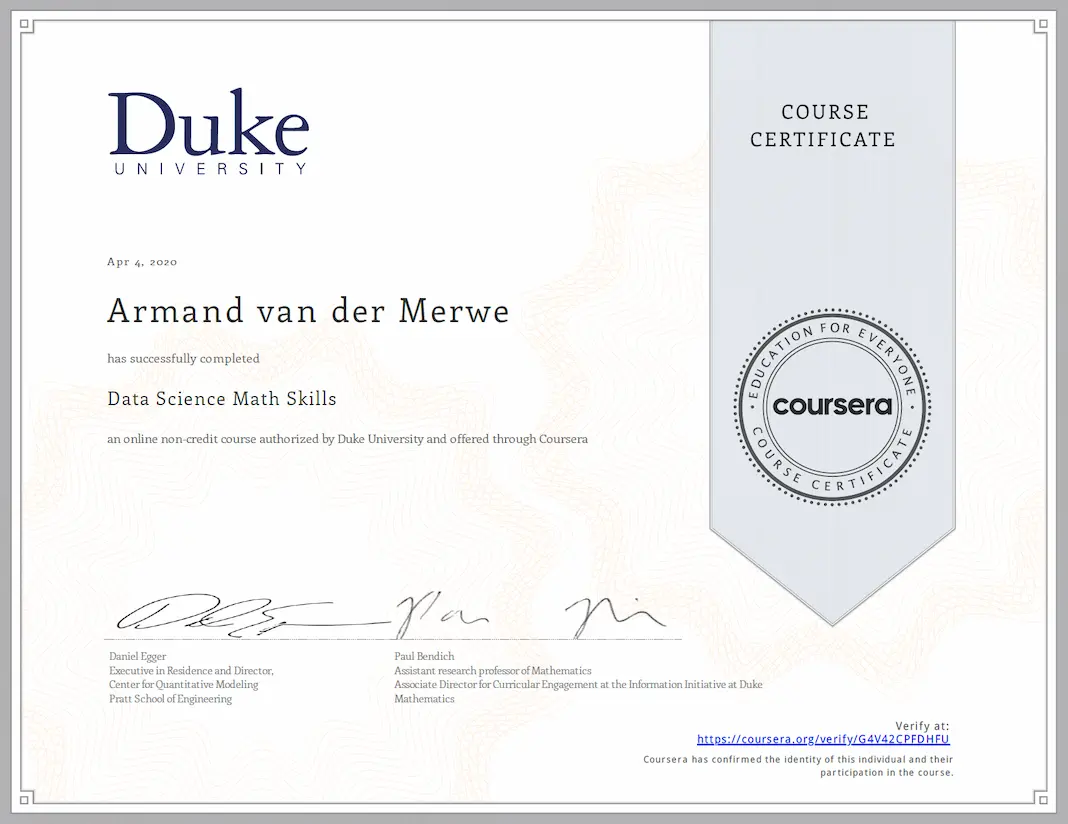 Duke
UNIVERSITY
COURSE
CERTIFICATE
Apr 4, 2020
Armand van der Merwe
has successfully completed
Data Science Math Skills
an online non-credit course authorized by Duke University and offered through Coursera
EDUCATION FOR EVERYONE
coursera
COURSE CERTIFICATE
Daniel Egger
Executive in Residence and Director,
Center for Quantitative Modeling
Pratt School of Engineering
Paul Bendich
Assistant research professor of Mathematics
Associate Director for Curricular Engagement at the Information Initiative at Duke
Mathematics
Verify at:
https://coursera.org/verify/G4V42CPFDHFU
Coursera has confirmed the identity of this individual and their
participation in the course.